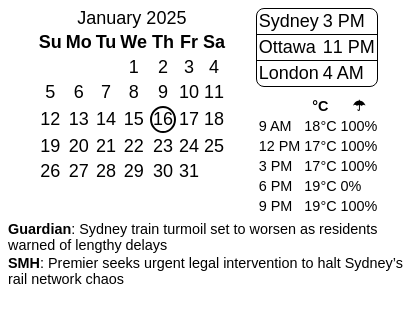 January 2025
Su Mo Tu We Th Fr Sa
1 2 3 4
5 6 7 8 9 10 11
12 13 14 15 16 17 18
19 20 21 22 23 24 25
26 27 28 29 30 31
Sydney 3 PM
Ottawa 11 PM
London 4 AM
°C ☂
9 AM 18°C 100%
12 PM 17°C 100%
3 PM 17°C 100%
6 PM 19°C 0%
9 PM 19°C 100%
Guardian: Sydney train turmoil set to worsen as residents
warned of lengthy delays
SMH: Premier seeks urgent legal intervention to halt Sydney’s
rail network chaos